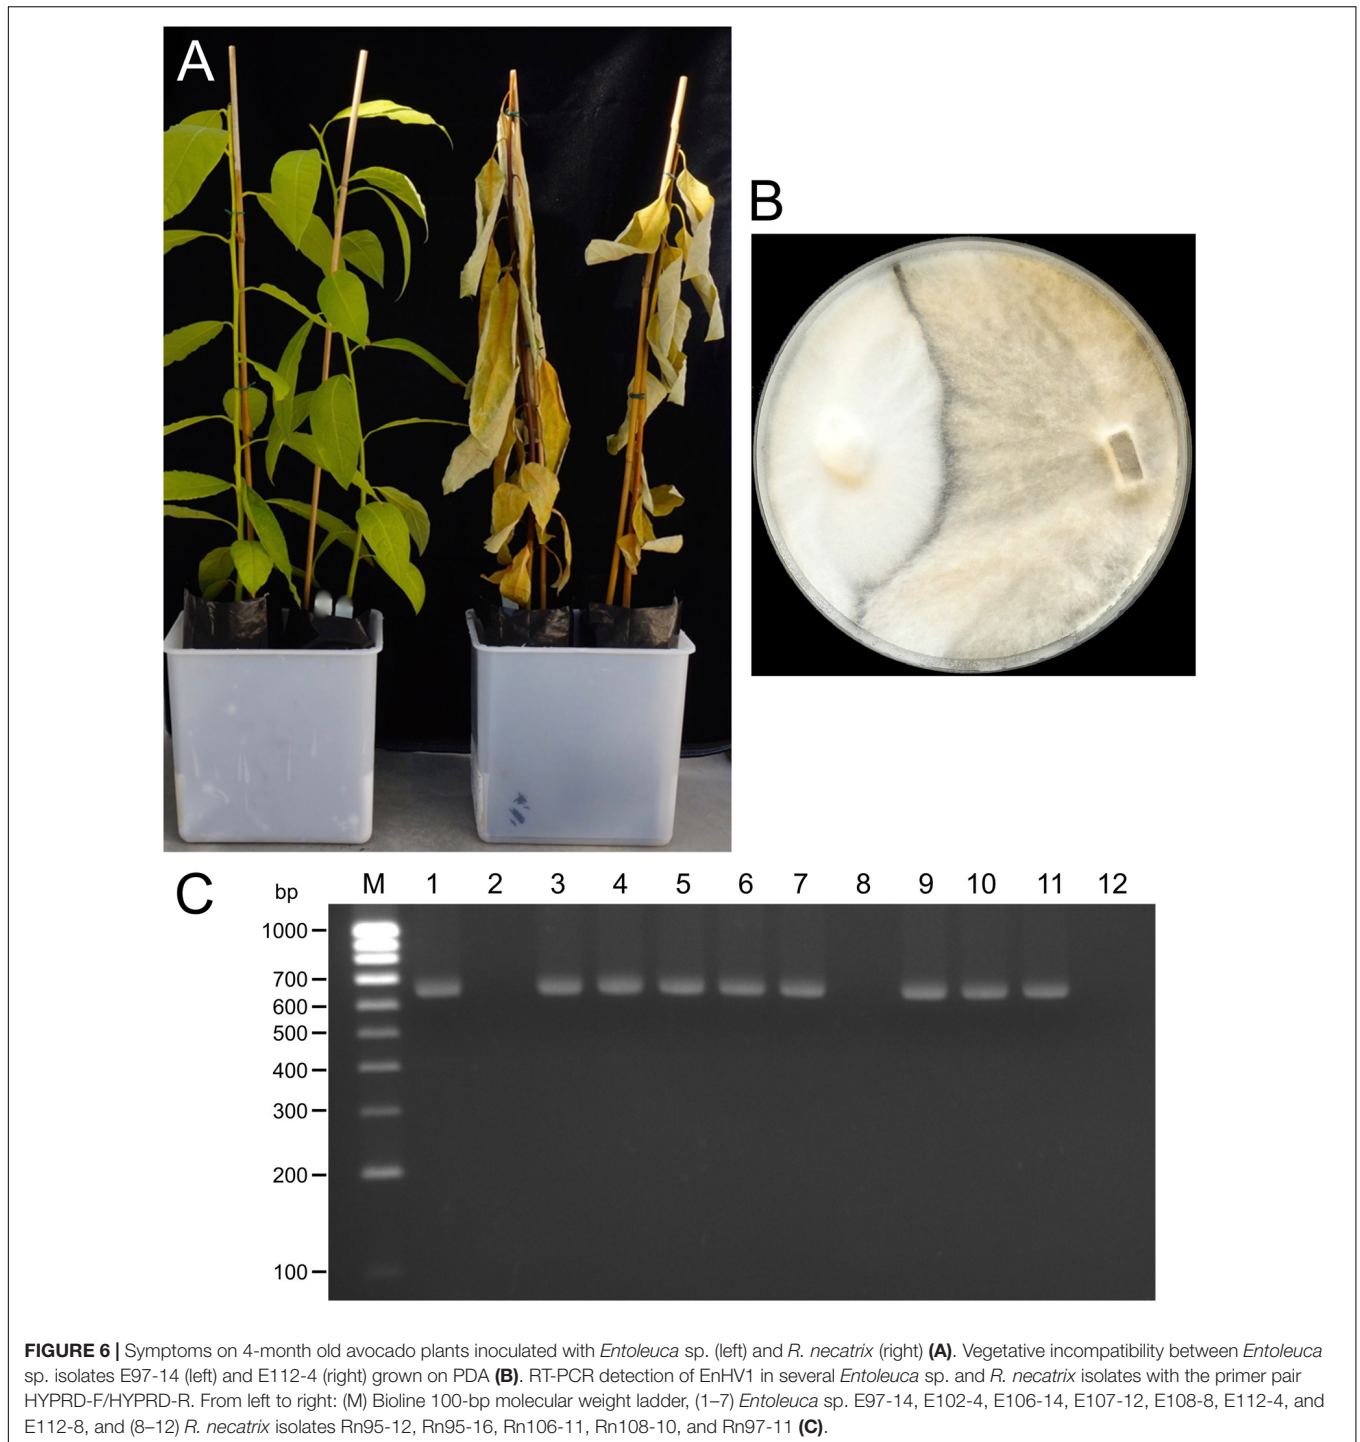 A
B
C
bp M 1 2 3 4 5 6 7 8 9 10 11 12
1000
700
600
500
400
300
200
100
FIGURE 6 | Symptoms on 4-month old avocado plants inoculated with Entoleuca sp. (left) and R. necatrix (right) (A). Vegetative incompatibility between Entoleuca
sp. isolates E97-14 (left) and E112-4 (right) grown on PDA (B). RT-PCR detection of EnHV1 in several Entoleuca sp. and R. necatrix isolates with the primer pair
HYPRD-F/HYPRD-R. From left to right: (M) Bioline 100-bp molecular weight ladder, (1–7) Entoleuca sp. E97-14, E102-4, E106-14, E107-12, E108-8, E112-4, and
E112-8, and (8–12) R. necatrix isolates Rn95-12, Rn95-16, Rn106-11, Rn108-10, and Rn97-11 (C).